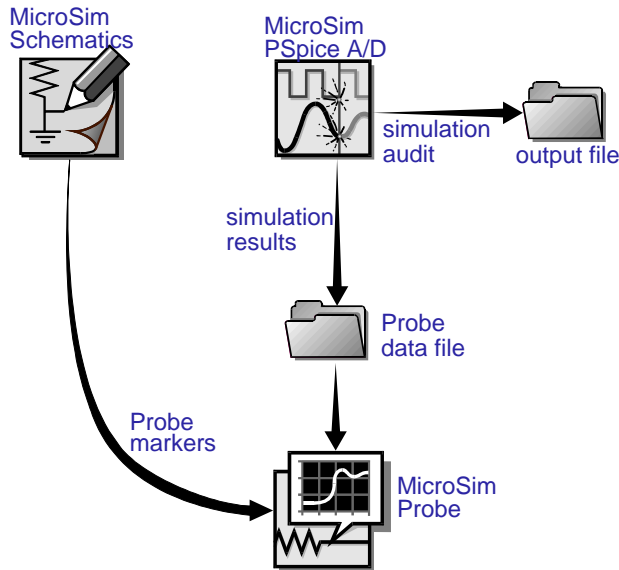 MicroSim
Schematics
MicroSim
PSpice A/D
simulation
audit
output file
simulation
results
Probe
data file
Probe
markers
MicroSim
Probe